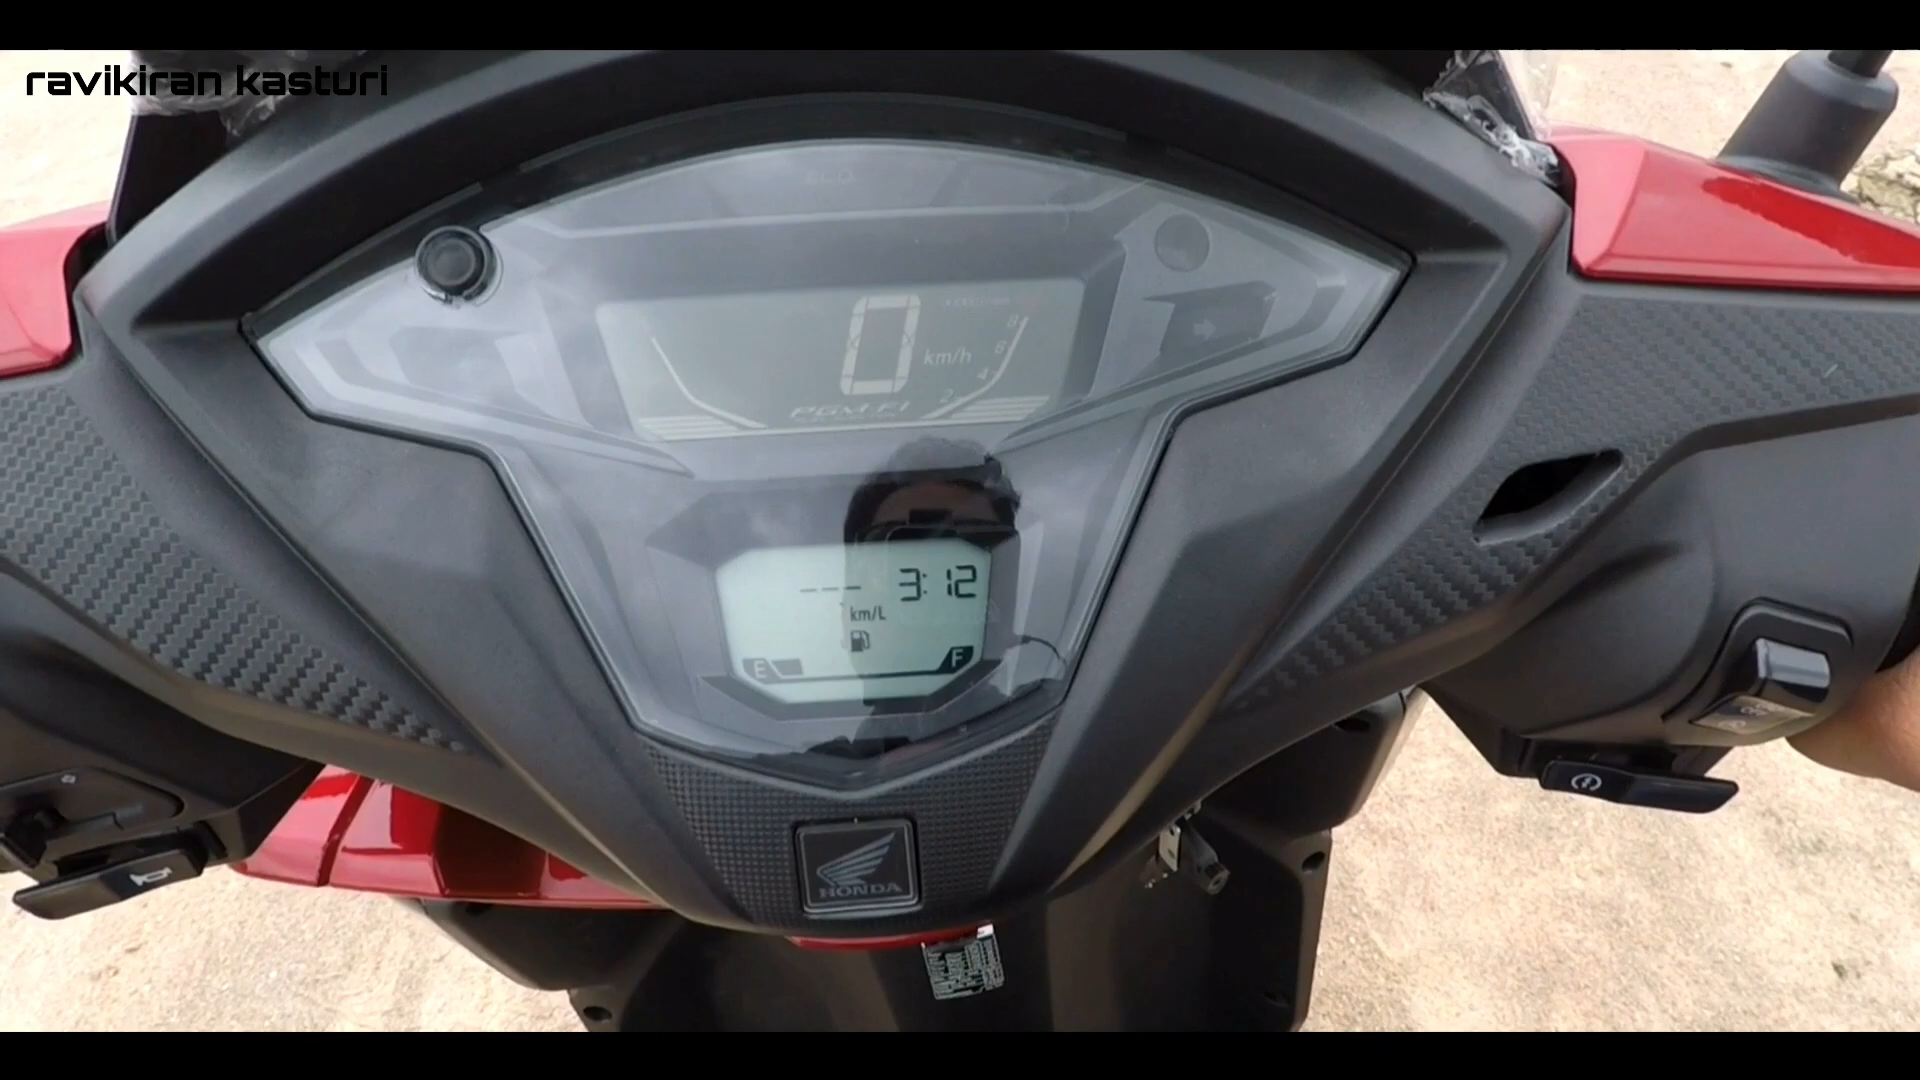 ravikiran kasturi
0
km/h
8
6
4
2
PGM-FI
--- 3:12
km/L
E F
HONDA